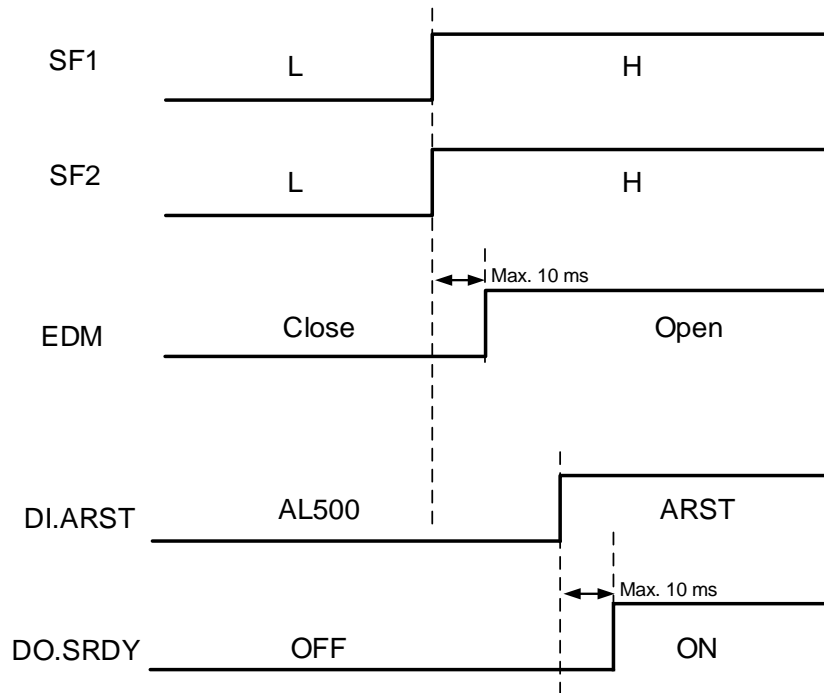 SF1 L H
SF2 L H
Max. 10 ms
EDM Close Open
DI.ARST AL500 ARST
Max. 10 ms
DO.SRDY OFF ON